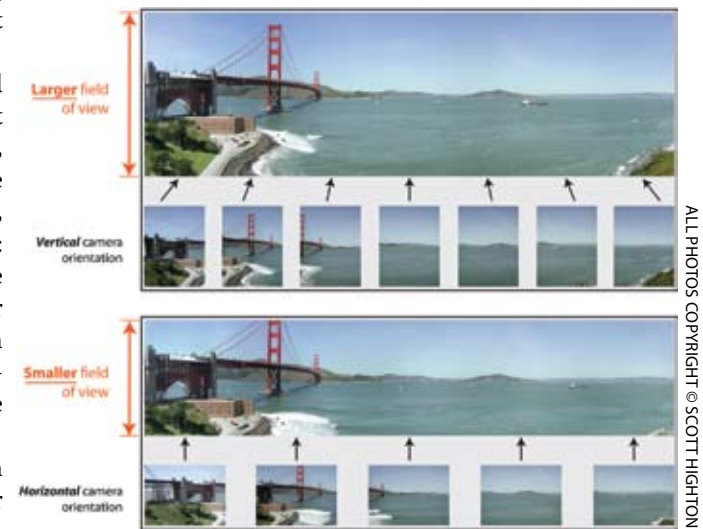 Larger field
of view
Vertical camera
orientation
Smaller field
of view
Horizontal camera
orientation
ALL PHOTOS COPYRIGHT © SCOTT HIGHTON